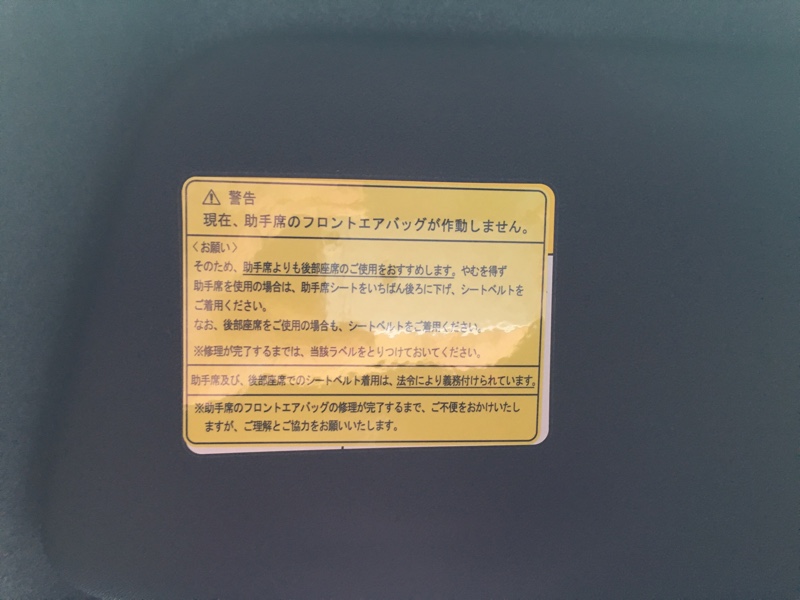 ⚠ 警告
現在、助手席のフロントエアバッグが作動しません。
〈お願い〉
そのため、助手席よりも後部座席のご使用をおすすめします。やむを得ず
助手席を使用の場合は、助手席シートをいちばん後ろに下げ、シートベルトを
ご着用ください。
なお、後部座席をご使用の場合も、シートベルトをご着用ください。
※修理が完了するまでは、当該ラベルをとりつけておいてください。
助手席及び、後部座席でのシートベルト着用は、法令により義務付けられています。
※助手席のフロントエアバッグの修理が完了するまで、ご不便をおかけいたし
ますが、ご理解とご協力をお願いいたします。